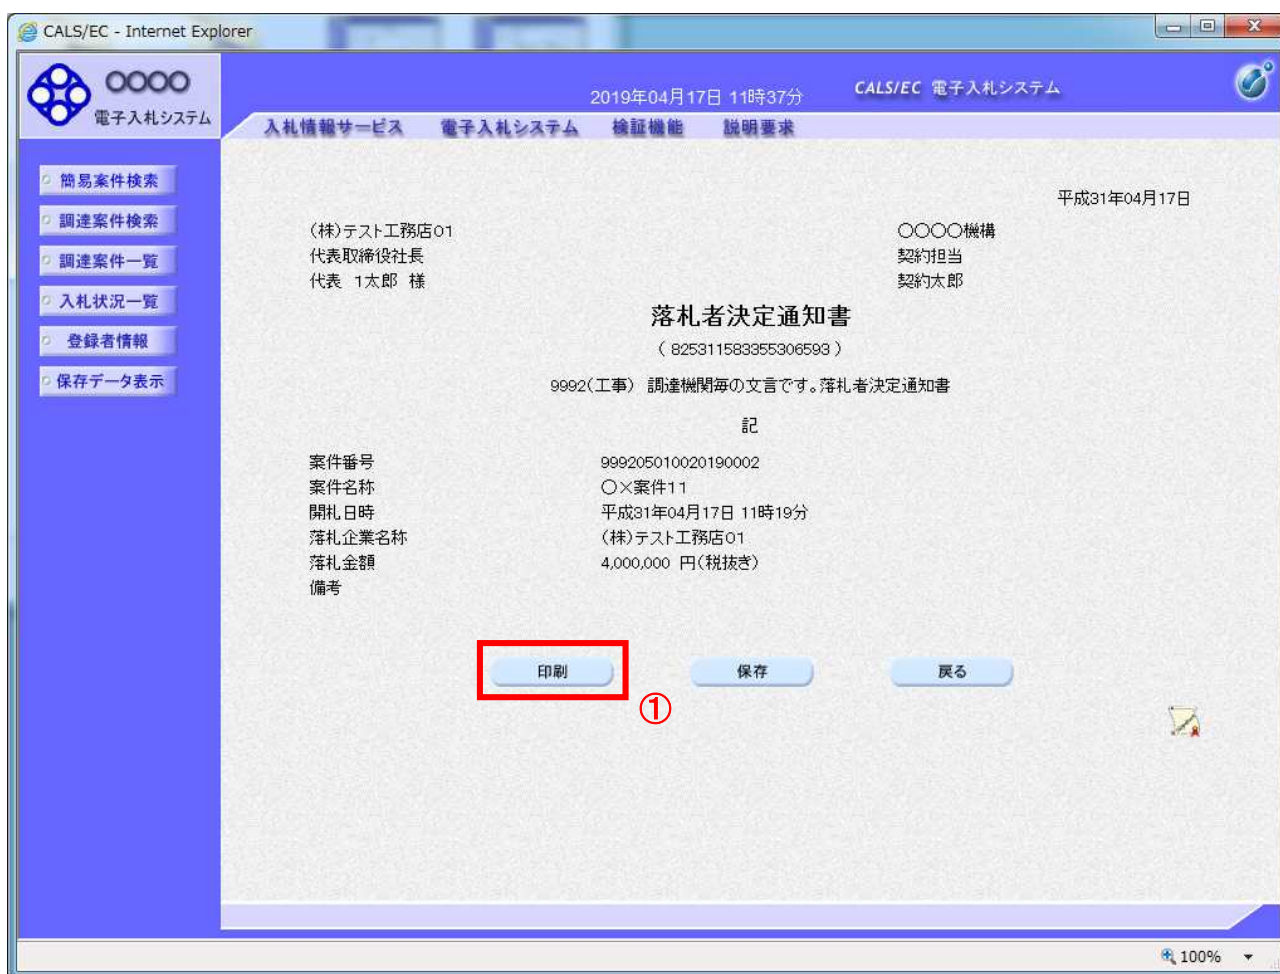 CALS/EC - Internet Explorer
〇〇〇〇
電子入札システム
2019年04月17日 11時37分
CALS/EC 電子入札システム
入札情報サービス 電子入札システム 検証機能 説明要求
簡易案件検索
調達案件検索
調達案件一覧
入札状況一覧
登録者情報
保存データ表示
平成31年04月17日
(株)テスト工務店01
〇〇〇〇機構
代表取締役社長
契約担当
代表 1太郎 様
契約太郎
落札者決定通知書
( 825311583355306593 )
9992(工事) 調達機関毎の文言です。落札者決定通知書
記
案件番号 999205010020190002
案件名称 〇×案件11
開札日時 平成31年04月17日 11時19分
落札企業名称 (株)テスト工務店01
落札金額 4,000,000 円(税抜き)
備考
印刷 保存 戻る
①
100%